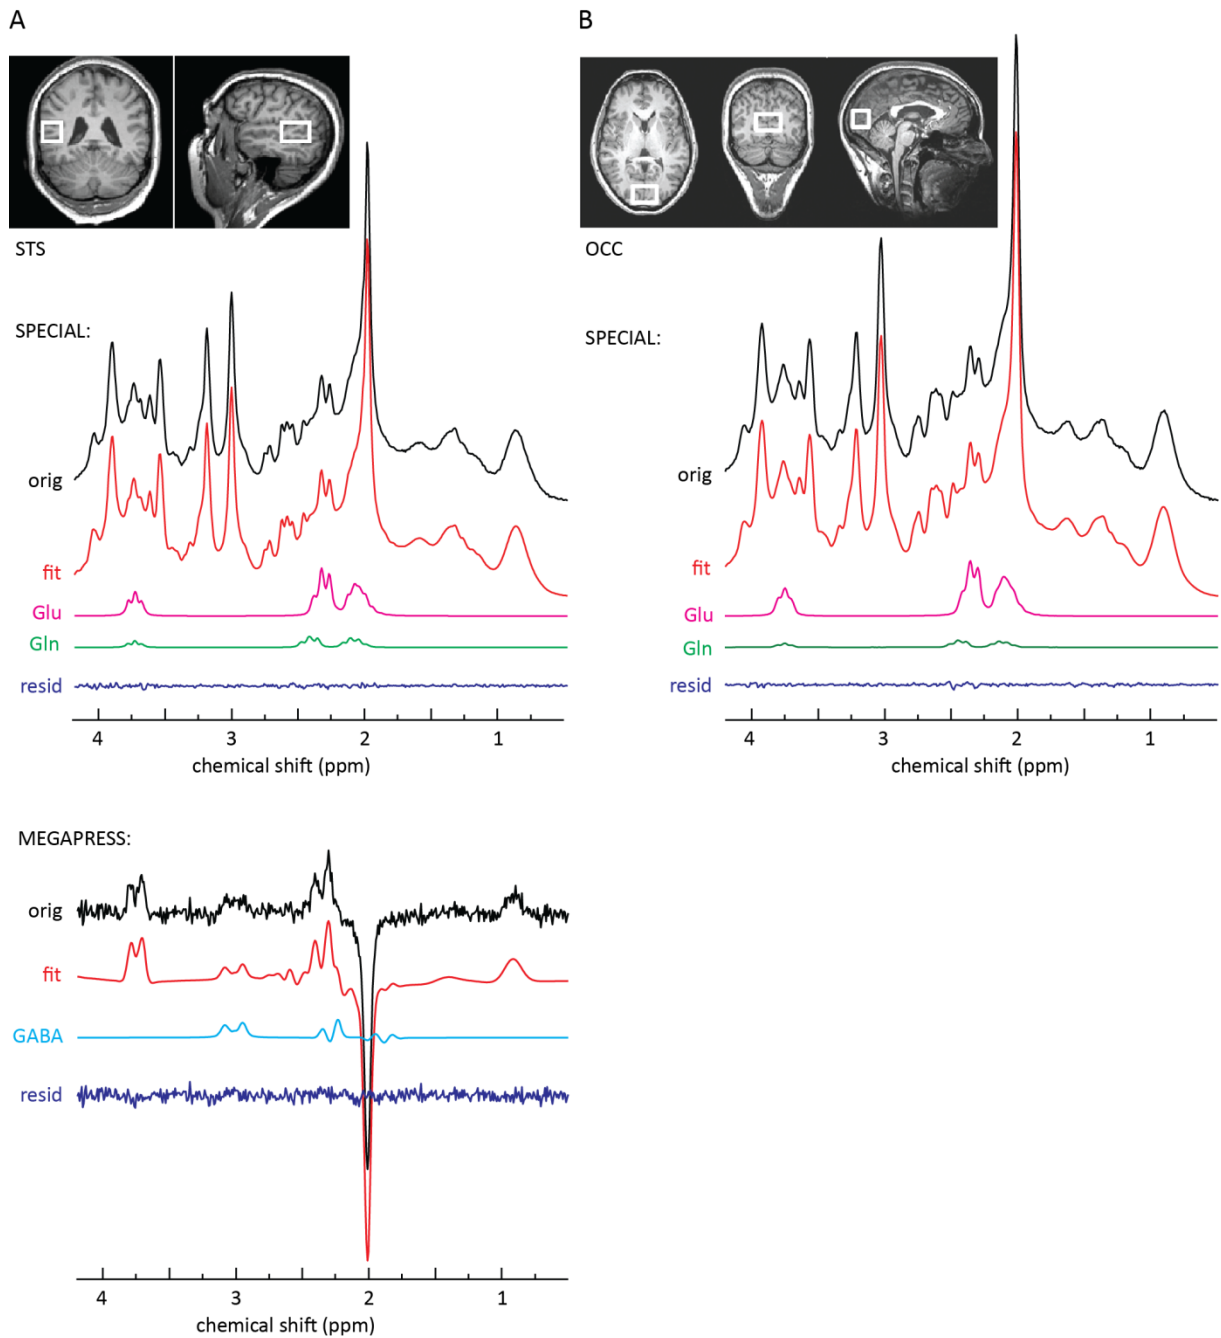 A
STS
SPECIAL:
orig
fit
Glu
Gln
resid
4 3 2 1
chemical shift (ppm)
B
OCC
SPECIAL:
orig
fit
Glu
Gln
resid
4 3 2 1
chemical shift (ppm)
MEGAPRESS:
orig
fit
GABA
resid
4 3 2 1
chemical shift (ppm)